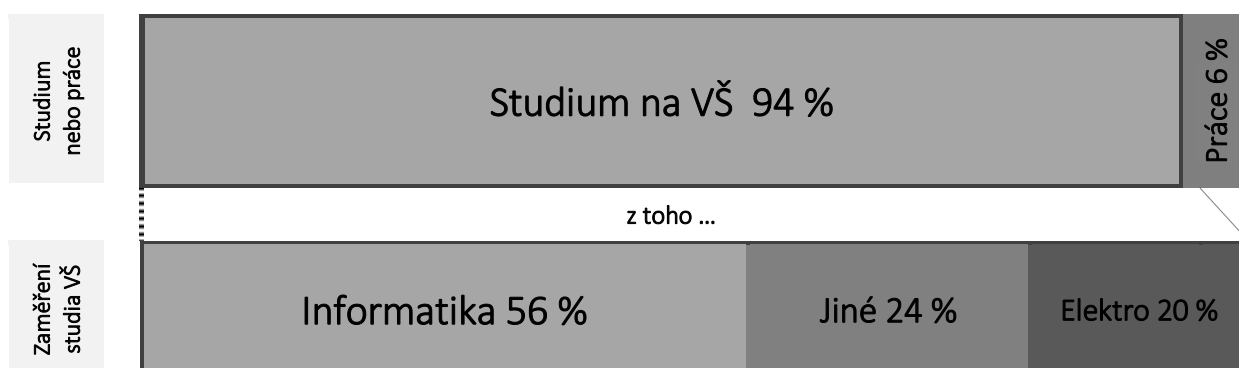 Studium
nebo práce
Studium na VŠ 94 %
Práce 6 %
z toho ...
Zaměření
studia VŠ
Informatika 56 %
Jiné 24 %
Elektro 20 %